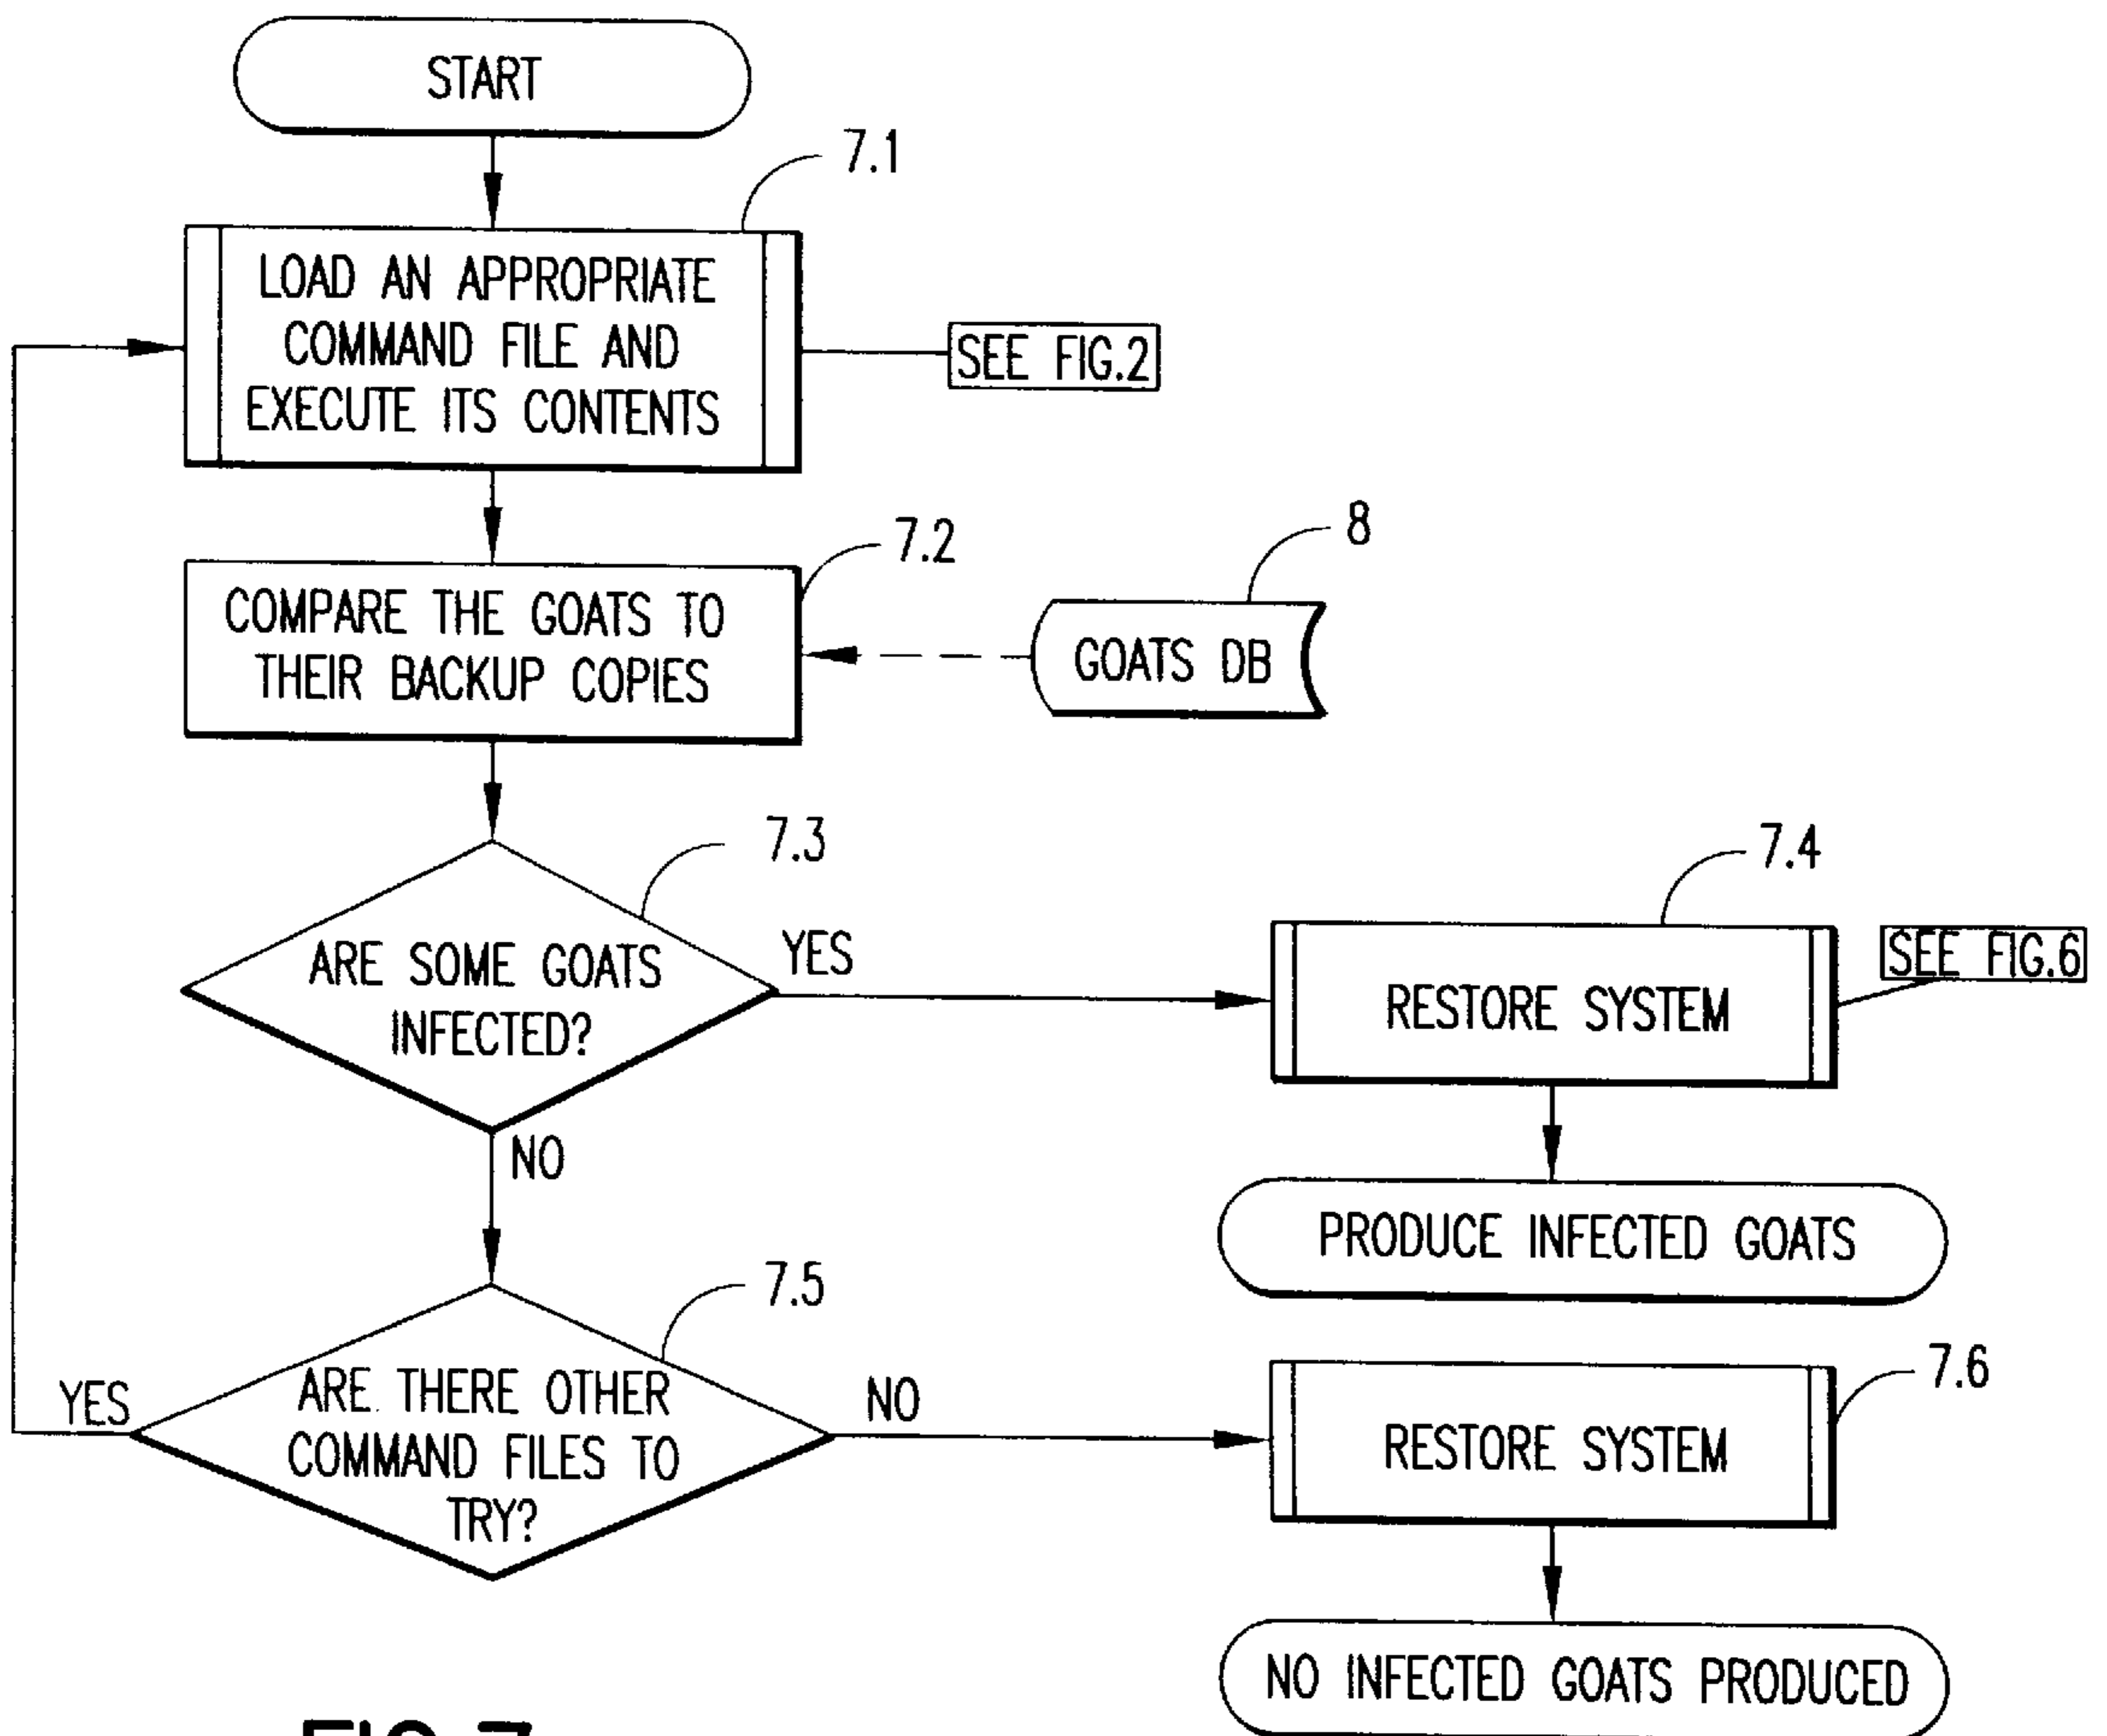 START
7.1
LOAD AN APPROPRIATE
COMMAND FILE AND
EXECUTE ITS CONTENTS
SEE FIG.2
7.2
8
COMPARE THE GOATS TO
THEIR BACKUP COPIES
GOATS DB
7.3
ARE SOME GOATS
INFECTED?
YES
NO
7.4
RESTORE SYSTEM
SEE FIG.6
PRODUCE INFECTED GOATS
7.5
ARE THERE OTHER
COMMAND FILES TO
TRY?
YES
NO
7.6
RESTORE SYSTEM
NO INFECTED GOATS PRODUCED